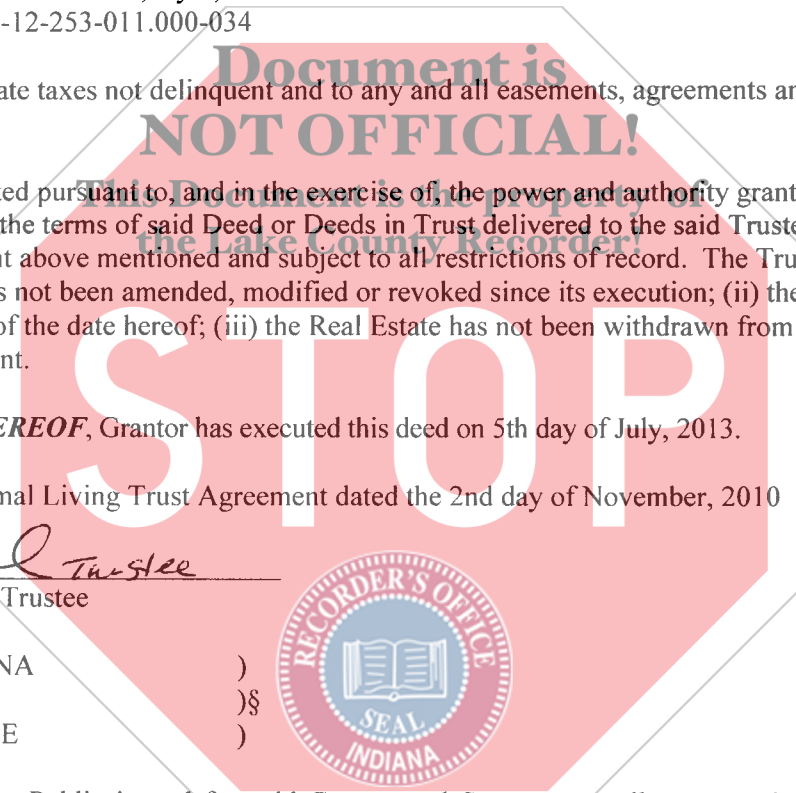 -12-253-011.000-034
Document is
ate taxes not delinquent and to any and all easements, agreements an
NOT OFFICIAL!
ed pursuant to, and in the exercise of, the power and authority grant
This Document is the property of
the terms of said Deed or Deeds in Trust delivered to the said Truste
the Lake County Recorder!
t above mentioned and subject to all restrictions of record. The Tru
s not been amended, modified or revoked since its execution; (ii) the
of the date hereof; (iii) the Real Estate has not been withdrawn from
nt.
STOP
EREOF, Grantor has executed this deed on 5th day of July, 2013.
mal Living Trust Agreement dated the 2nd day of November, 2010
Trustee
Trustee
NA )
)§
E )
RECORDER'S OFFICE
SEAL
INDIANA